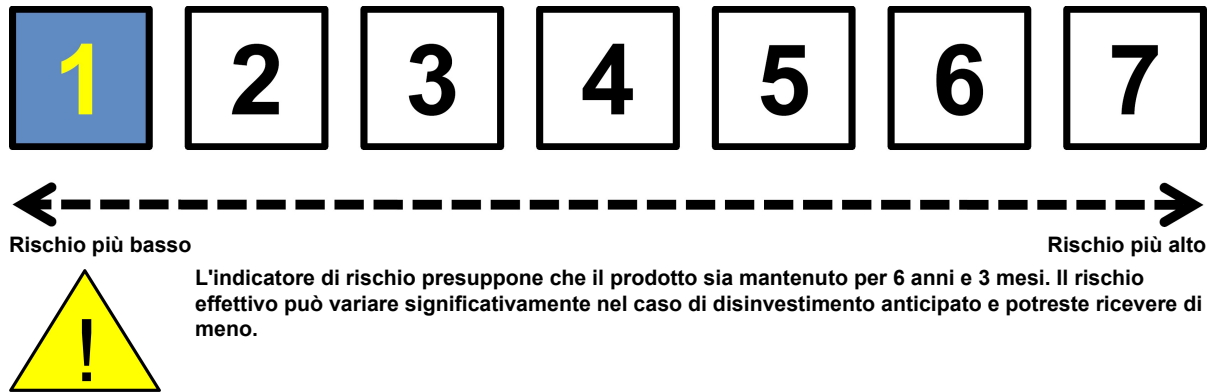 1 2 3 4 5 6 7
Rischio più basso Rischio più alto
L'indicatore di rischio presuppone che il prodotto sia mantenuto per 6 anni e 3 mesi. Il rischio
effettivo può variare significativamente nel caso di disinvestimento anticipato e potreste ricevere di
meno.
!